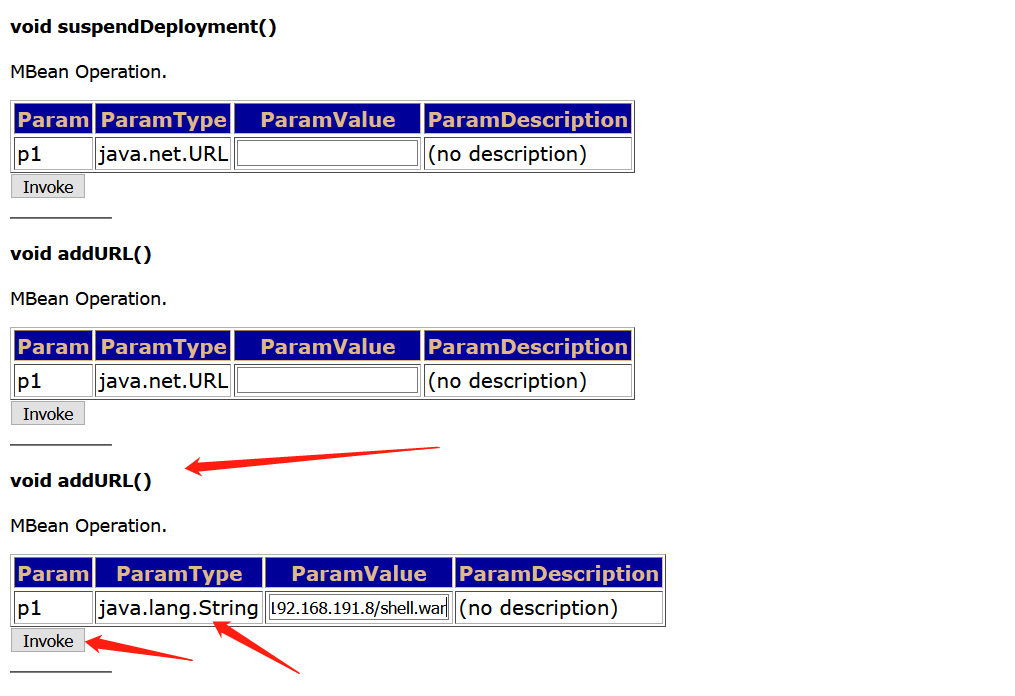 void suspendDeployment()
MBean Operation.
Param ParamType ParamValue ParamDescription
p1 java.net.URL (no description)
Invoke
void addURL()
MBean Operation.
Param ParamType ParamValue ParamDescription
p1 java.net.URL (no description)
Invoke
void addURL()
MBean Operation.
Param ParamType ParamValue ParamDescription
p1 java.lang.String 192.168.191.8/shell.war (no description)
Invoke